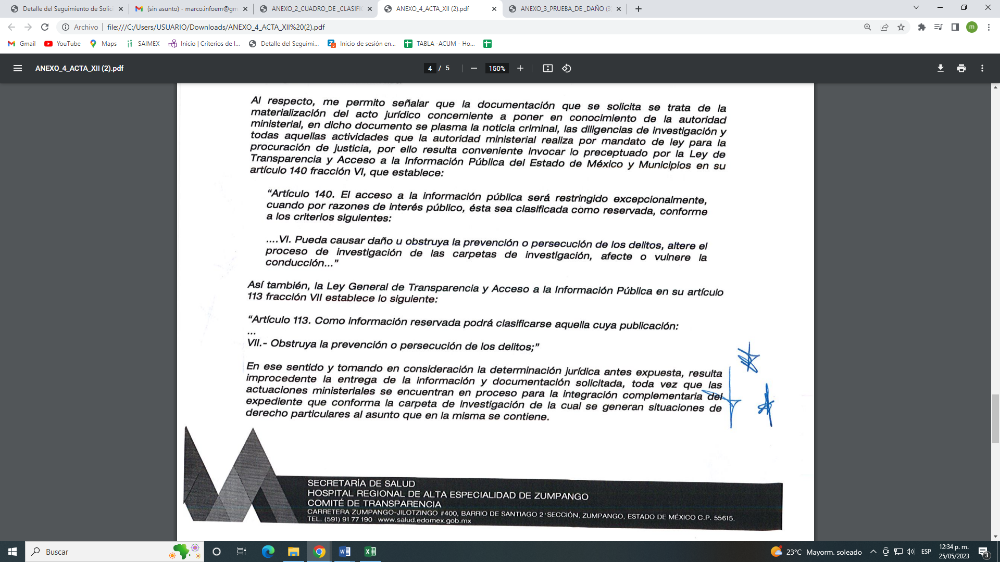 Detalle del Seguimiento de Solici
(sin asunto) - marco.infoem@gm
ANEXO_2_CUADRO_DE _CLASIFI
ANEXO_4_ACTA_XII (2).pdf
ANEXO_3_PRUEBA_DE _DAÑO (3
Archivo
file:///C:/Users/USUARIO/Downloads/ANEXO_4_ACTA_XII%20(2).pdf
m
Gmail
YouTube
Maps
SAIMEX
Inicio | Criterios de I...
Detalle del Seguimi...
Inicio de sesión en...
TABLA -ACUM - Ho...
ANEXO_4_ACTA_XII (2).pdf
4 / 5
150%
Al respecto, me permito señalar que la documentación que se solicita se trata de la
materialización del acto jurídico concerniente a poner en conocimiento de la autoridad
ministerial, en dicho documento se plasma la noticia criminal, las diligencias de investigación y
todas aquellas actividades que la autoridad ministerial realiza por mandato de ley para la
procuración de justicia, por ello resulta conveniente invocar lo preceptuado por la Ley de
Transparencia y Acceso a la Información Pública del Estado de México y Municipios en su
artículo 140 fracción VI, que establece:
“Artículo 140. El acceso a la información pública será restringido excepcionalmente,
cuando por razones de interés público, ésta sea clasificada como reservada, conforme
a los criterios siguientes:
....VI. Pueda causar daño u obstruya la prevención o persecución de los delitos, altere el
proceso de investigación de las carpetas de investigación, afecte o vulnere la
conducción...”
Así también, la Ley General de Transparencia y Acceso a la Información Pública en su artículo
113 fracción VII establece lo siguiente:
“Artículo 113. Como información reservada podrá clasificarse aquella cuya publicación:
...
VII.- Obstruya la prevención o persecución de los delitos;”
En ese sentido y tomando en consideración la determinación jurídica antes expuesta, resulta
improcedente la entrega de la información y documentación solicitada, toda vez que las
actuaciones ministeriales se encuentran en proceso para la integración complementaria del
expediente que conforma la carpeta de investigación de la cual se generan situaciones de
derecho particulares al asunto que en la misma se contiene.
SECRETARÍA DE SALUD
HOSPITAL REGIONAL DE ALTA ESPECIALIDAD DE ZUMPANGO
COMITÉ DE TRANSPARENCIA
CARRETERA ZUMPANGO-JILOTZINGO #400, BARRIO DE SANTIAGO 2ª SECCIÓN, ZUMPANGO, ESTADO DE MÉXICO C.P. 55615.
TEL. (591) 91 77 190 www.salud.edomex.gob.mx
Buscar
23°C Mayorm. soleado
ESP
12:34 p. m.
25/05/2023
3